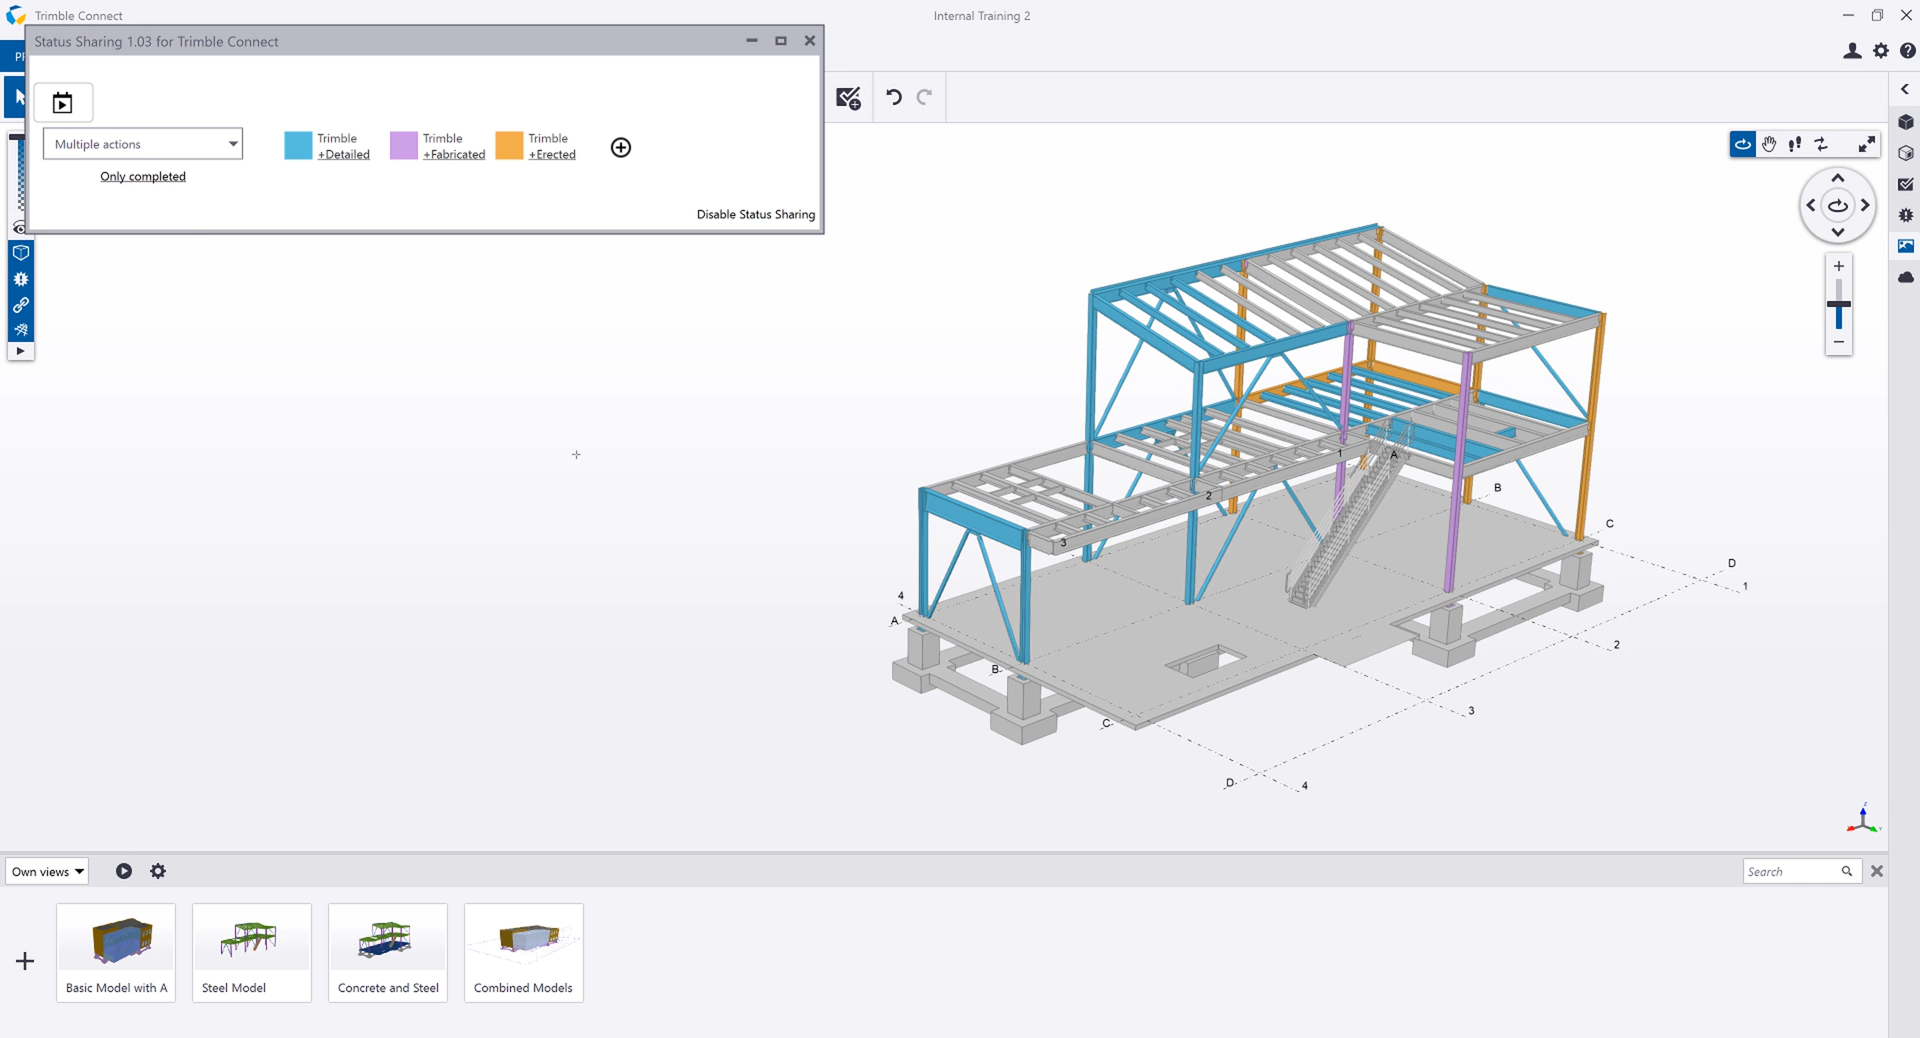 Trimble Connect
Internal Training 2
Status Sharing 1.03 for Trimble Connect
Multiple actions
Trimble
+Detailed
Trimble
+Fabricated
Trimble
+Erected
Only completed
Disable Status Sharing
1
A
B
2
C
3
D
1
4
A
2
B
3
C
D
4
Own views
Search
Basic Model with A
Steel Model
Concrete and Steel
Combined Models